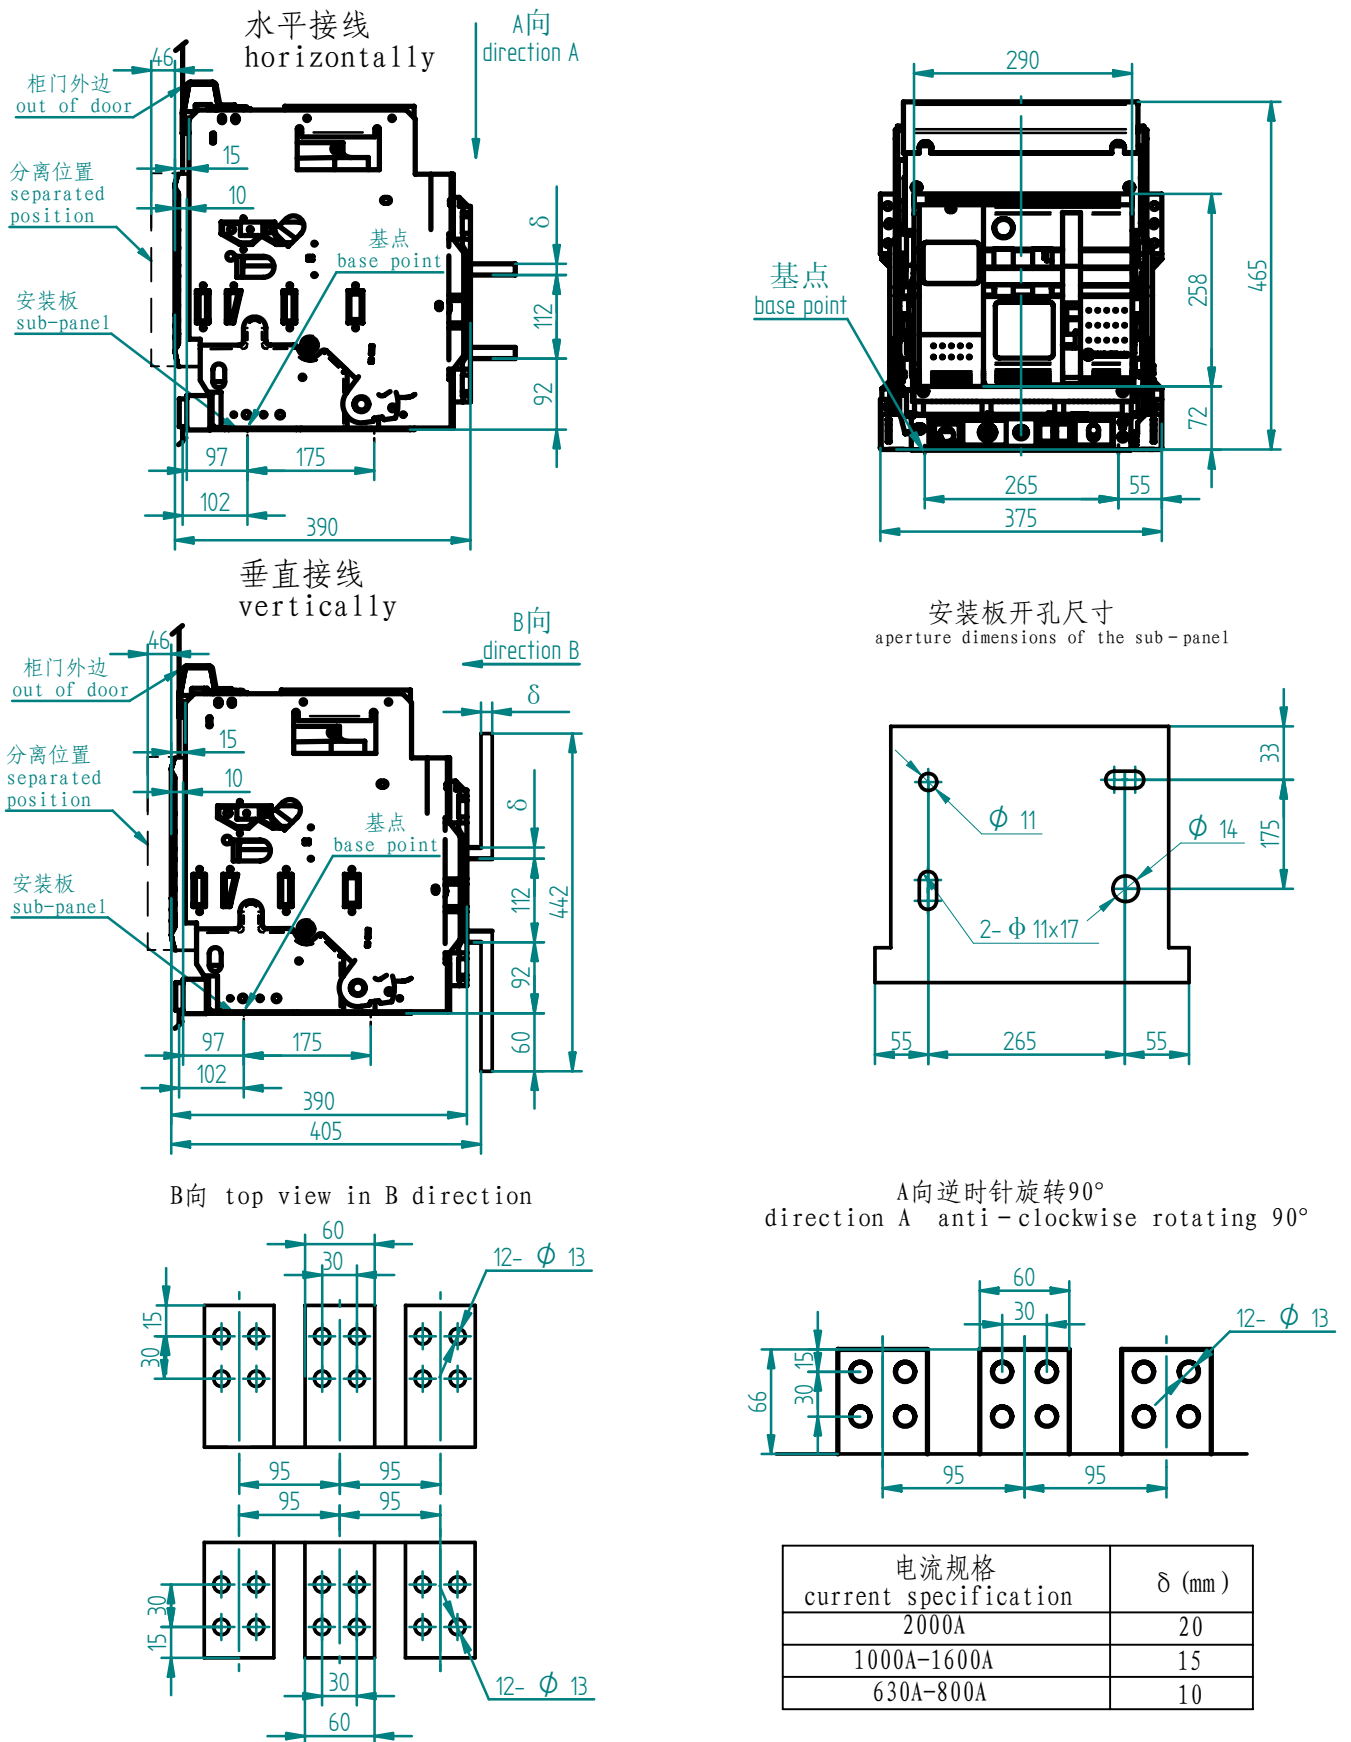 水平接线
horizontally
A向
direction A
46
柜门外边
out of door
15
分离位置
separated
position
10
δ
基点
base point
安装板
sub-panel
112
92
97
175
102
390
290
465
258
基点
base point
72
265
55
375
垂直接线
vertically
B向
direction B
46
柜门外边
out of door
δ
15
分离位置
separated
position
10
δ
基点
base point
安装板
sub-panel
112
442
92
60
97
175
102
390
405
安装板开孔尺寸
aperture dimensions of the sub-panel
33
Φ 11
Φ 14
175
2- Φ 11x17
55
265
55
B向 top view in B direction
60
30
12- Φ 13
15
30
95
95
95
95
30
15
30
12- Φ 13
60
A向逆时针旋转90°
direction A anti-clockwise rotating 90°
60
30
12- Φ 13
15
66
30
95
95
电流规格
current specification
δ (mm)
2000A 20
1000A-1600A 15
630A-800A 10